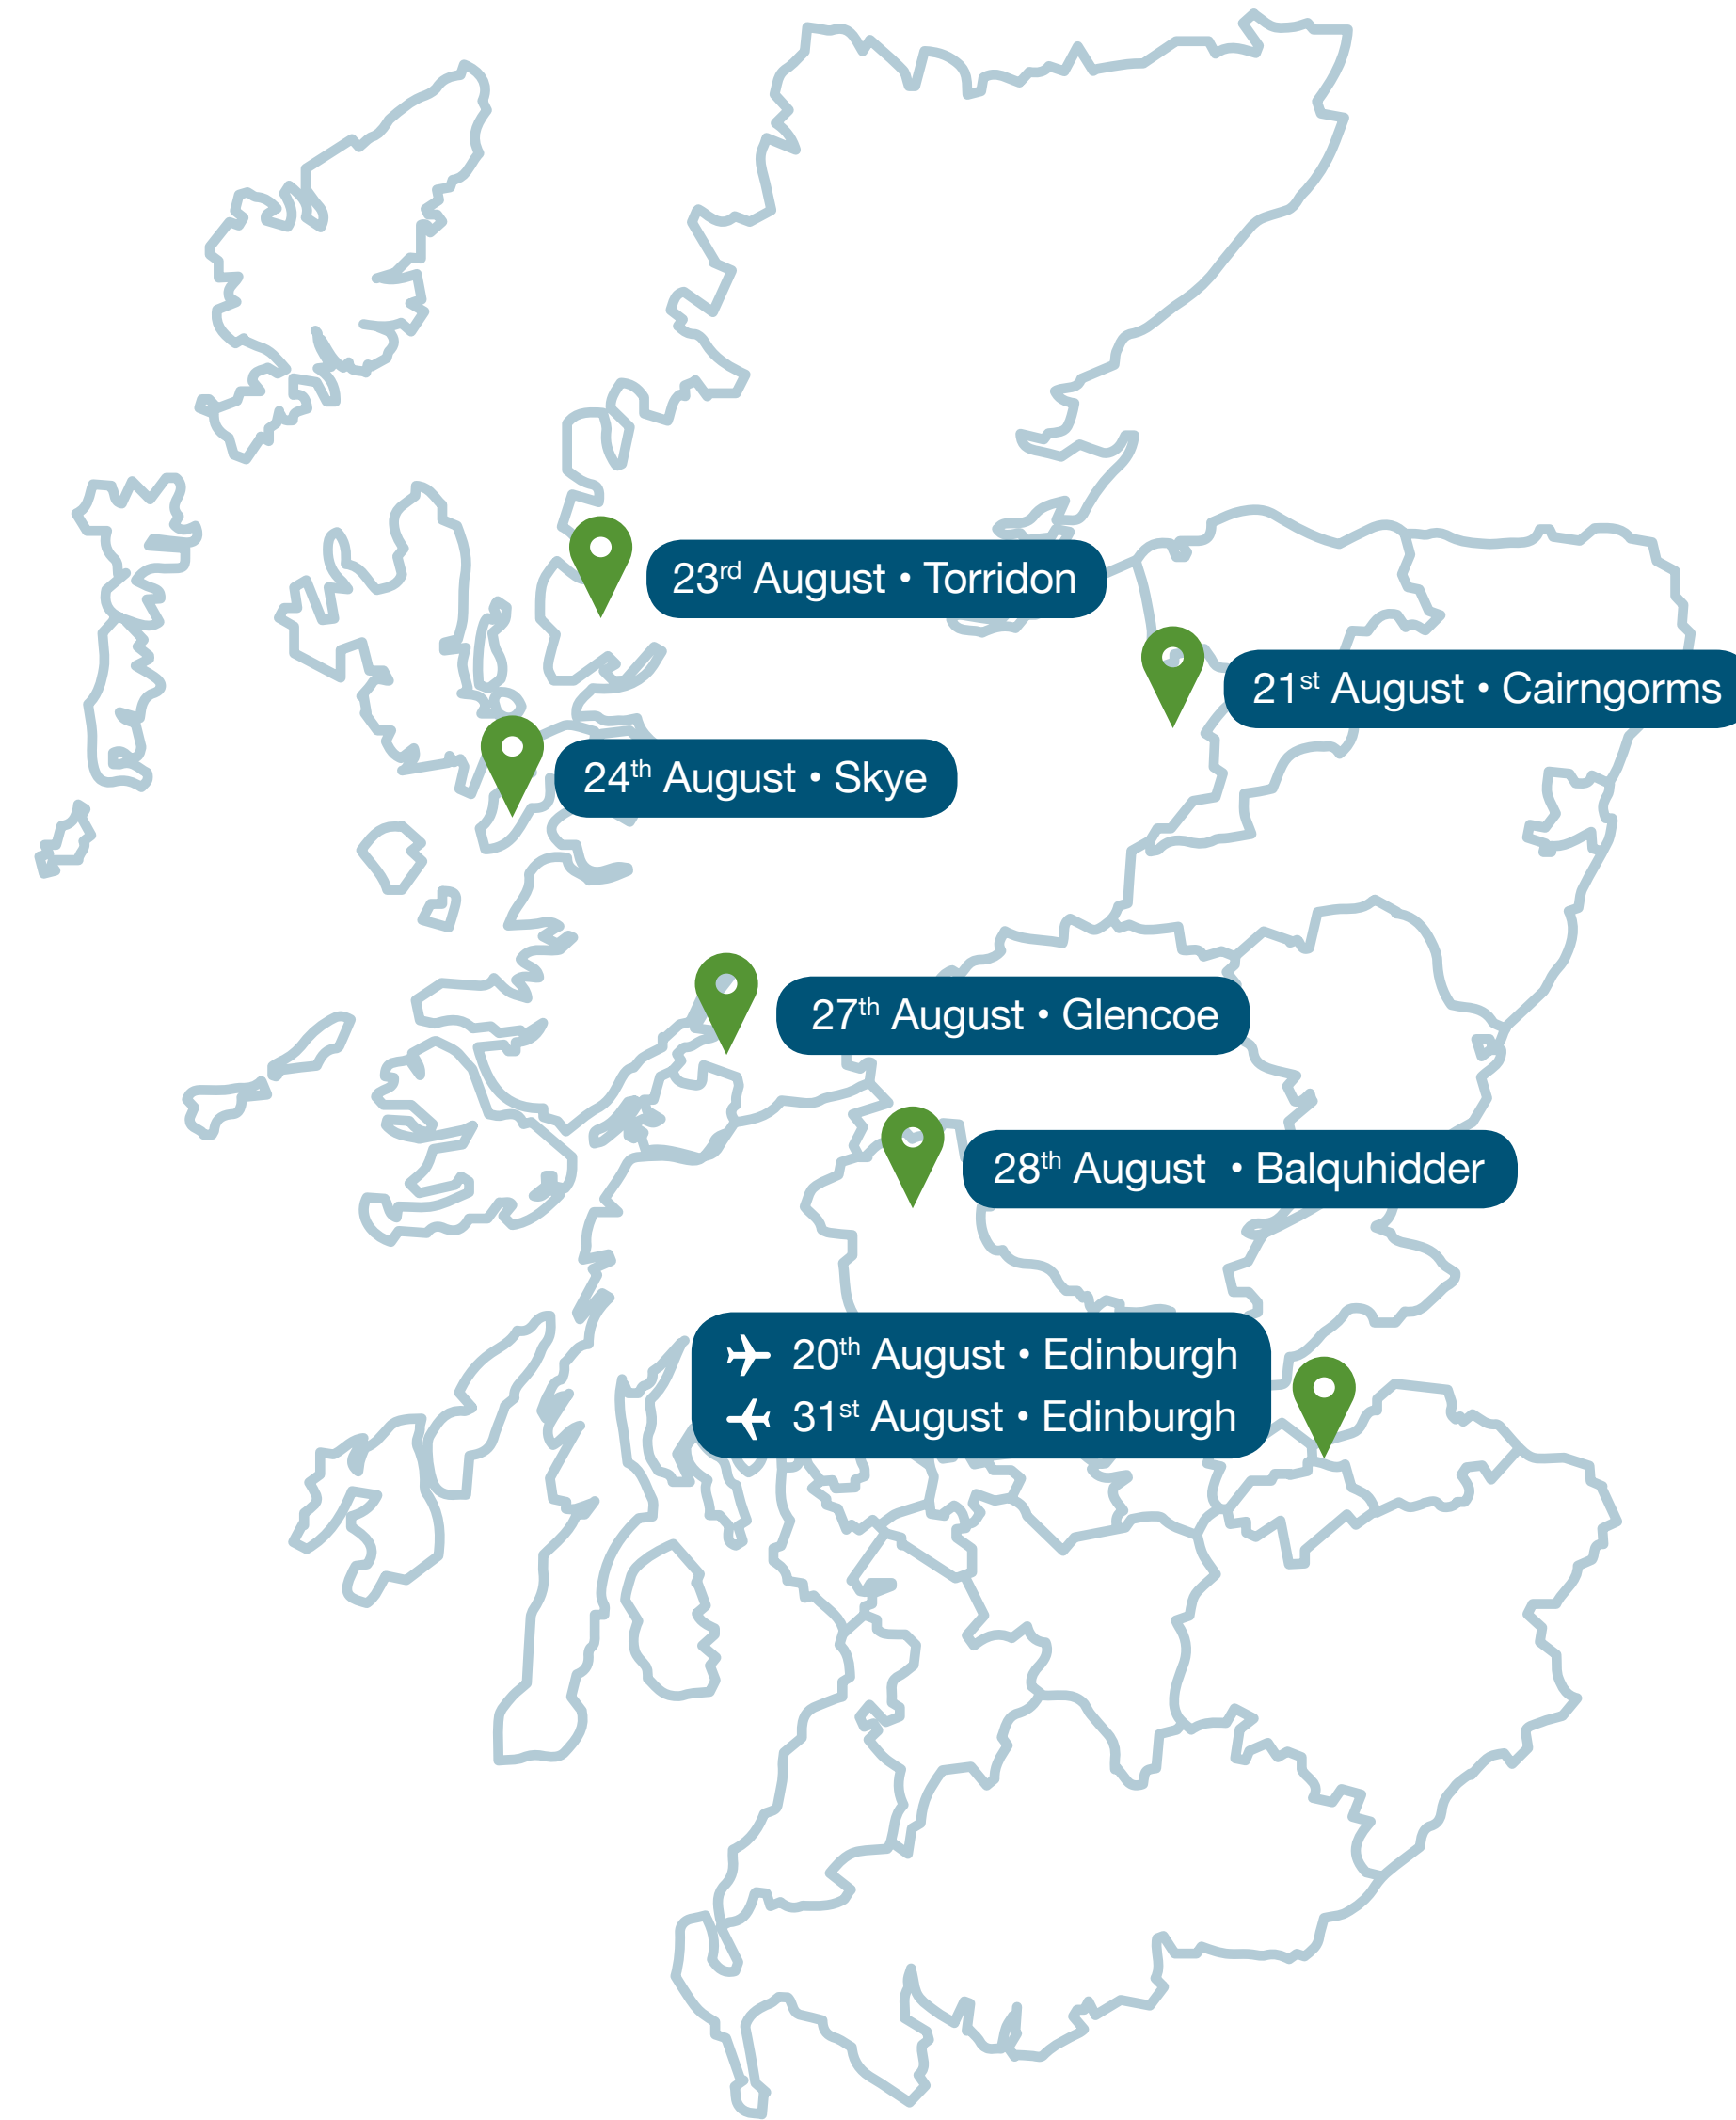 23rd August • Torridon
21st August • Cairngorms
24th August • Skye
27th August • Glencoe
28th August • Balquhidder
20th August • Edinburgh
31st August • Edinburgh